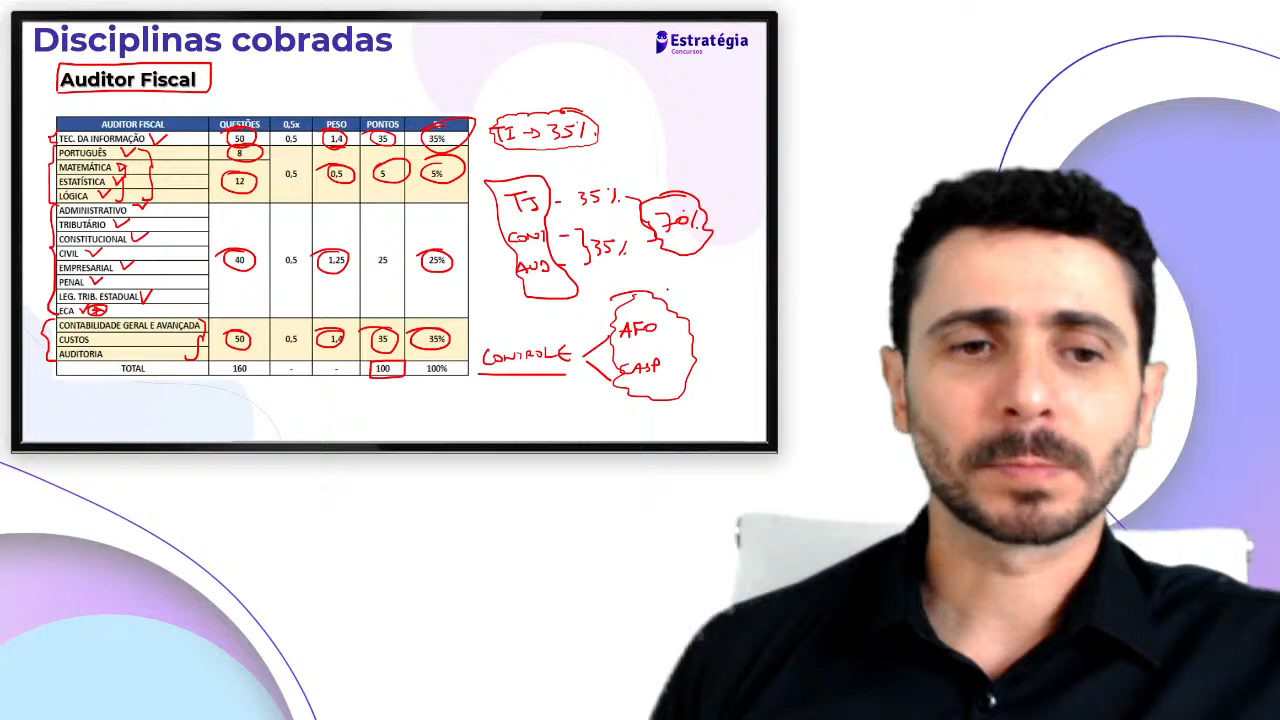 Disciplinas cobradas
Estratégia
Concursos
Auditor Fiscal
AUDITOR FISCAL QUESTÕES 0,5x PESO PONTOS
TEC. DA INFORMAÇÃO 50 0,5 1,4 35 35%
PORTUGUÊS 8
MATEMÁTICA
ESTATÍSTICA 12 0,5 0,5 5 5%
LÓGICA
ADMINISTRATIVO
TRIBUTÁRIO
CONSTITUCIONAL
CIVIL 40 0,5 1,25 25 25%
EMPRESARIAL
PENAL
LEG. TRIB. ESTADUAL
ECA
CONTABILIDADE GERAL E AVANÇADA
CUSTOS 50 0,5 1,4 35 35%
AUDITORIA
TOTAL 160 - - 100 100%
TI → 35%
TI - 35%
70%
CONT -
35%
AUD -
CONTROLE
AFO
CASP